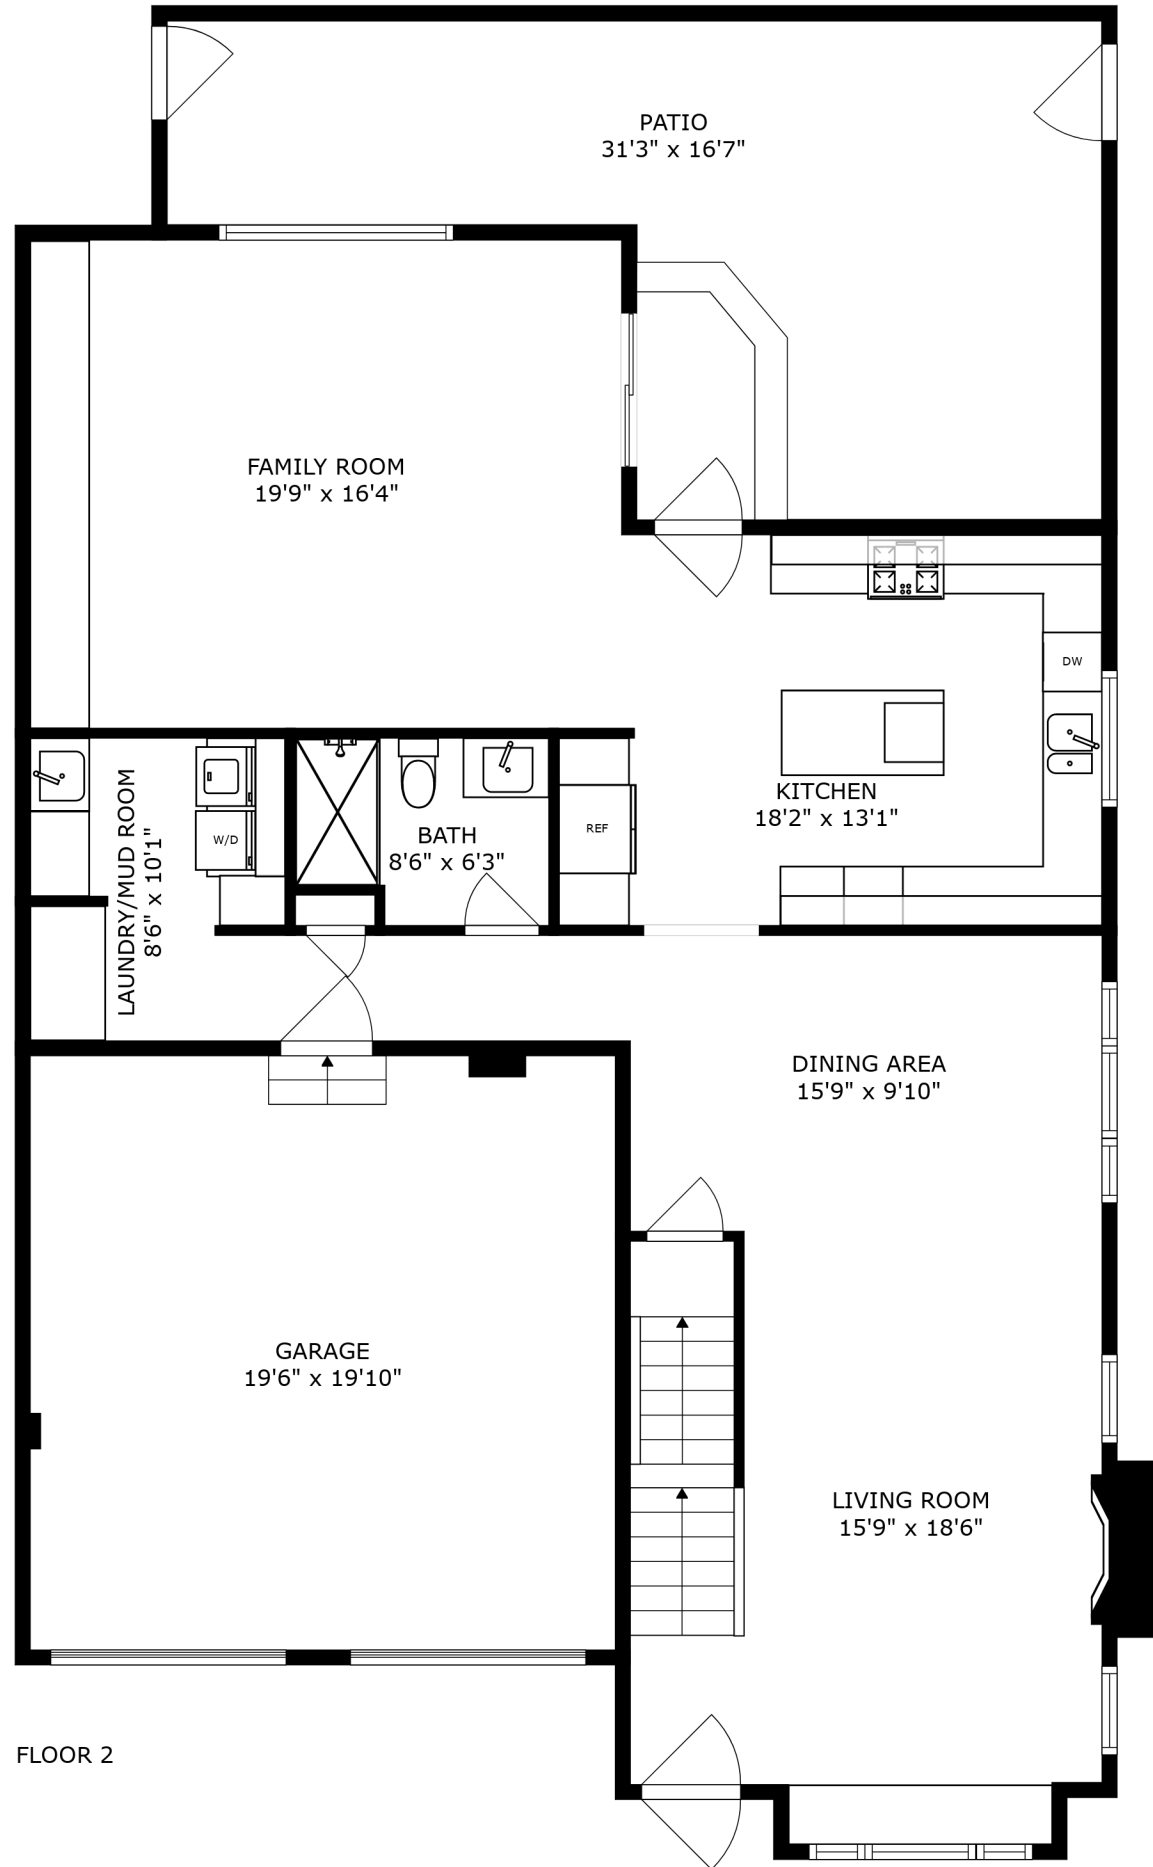 PATIO
31'3" x 16'7"
FAMILY ROOM
19'9" x 16'4"
DW
KITCHEN
18'2" x 13'1"
REF
BATH
8'6" x 6'3"
W/D
LAUNDRY/MUD ROOM
8'6" x 10'1"
DINING AREA
15'9" x 9'10"
GARAGE
19'6" x 19'10"
LIVING ROOM
15'9" x 18'6"
FLOOR 2